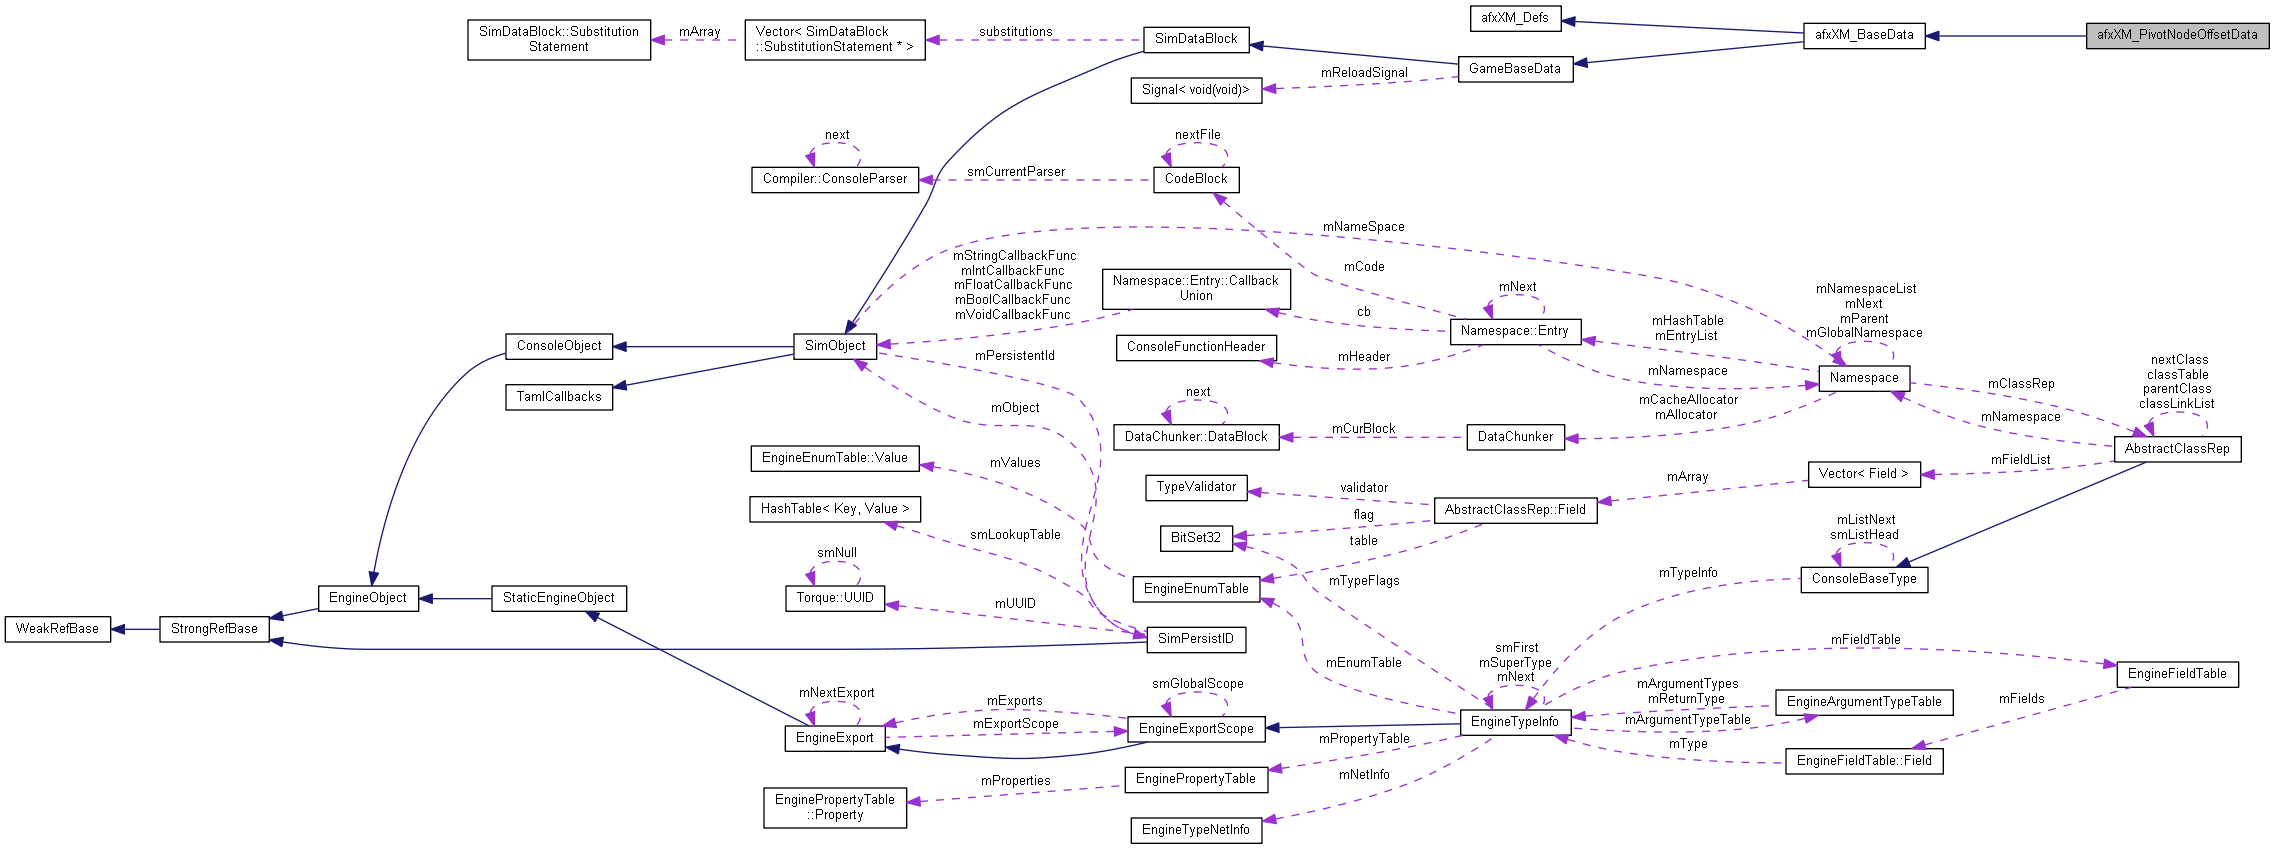 SimDataBlock::Substitution
Statement
mArray
Vector< SimDataBlock
::SubstitutionStatement * >
substitutions
SimDataBlock
afxXM_Defs
afxXM_BaseData
afxXM_PivotNodeOffsetData
GameBaseData
mReloadSignal
Signal< void(void)>
next
Compiler::ConsoleParser
smCurrentParser
nextFile
CodeBlock
mNameSpace
mStringCallbackFunc
mIntCallbackFunc
mFloatCallbackFunc
mBoolCallbackFunc
mVoidCallbackFunc
Namespace::Entry::Callback
Union
mCode
cb
mNext
Namespace::Entry
mHeader
ConsoleFunctionHeader
mHashTable
mEntryList
mNamespace
mNamespaceList
mNext
mParent
mGlobalNamespace
Namespace
mClassRep
mNamespace
nextClass
classTable
parentClass
classLinkList
AbstractClassRep
ConsoleObject
SimObject
TamlCallbacks
mPersistentId
mObject
mCacheAllocator
mAllocator
next
DataChunker::DataBlock
mCurBlock
DataChunker
mFieldList
Vector< Field >
mArray
EngineEnumTable::Value
mValues
TypeValidator
validator
AbstractClassRep::Field
flag
table
BitSet32
HashTable< Key, Value >
smLookupTable
mListNext
smListHead
ConsoleBaseType
mTypeInfo
mTypeFlags
EngineEnumTable
smNull
Torque::UUID
mUUID
EngineObject
StaticEngineObject
WeakRefBase
StrongRefBase
SimPersistID
mEnumTable
smFirst
mSuperType
mNext
EngineTypeInfo
mFieldTable
EngineFieldTable
mFields
mArgumentTypes
mReturnType
mArgumentTypeTable
EngineArgumentTypeTable
mType
EngineFieldTable::Field
mNextExport
EngineExport
mExports
mExportScope
smGlobalScope
EngineExportScope
mPropertyTable
mNetInfo
EnginePropertyTable
mProperties
EnginePropertyTable
::Property
EngineTypeNetInfo